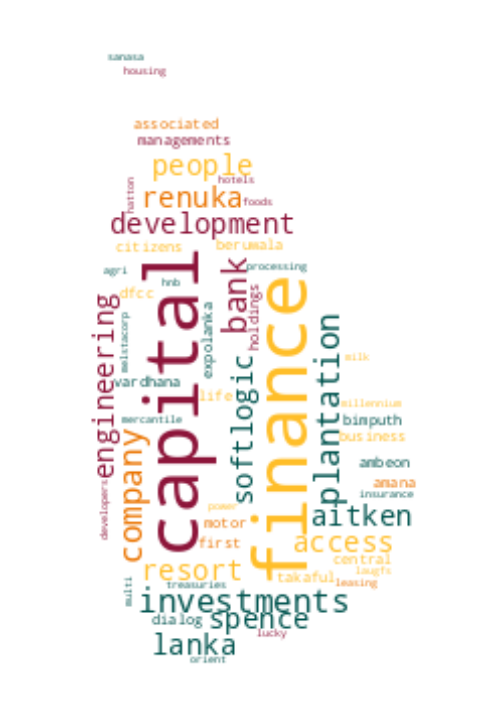 sanasa
housing
associated
managements
people
hotels
hatton
renuka
foods
development
citizens
beruwala
capital
bank
processing
agri
hnb
finance
dfcc
holdings
engineering
expolanka
melstacorp
plantation
softlogic
milk
vardhana
life
millennium
mercantile
bimputh
company
business
ambeon
developers
amana
insurance
power
aitken
motor
first
access
central
resort
laugfs
takaful
leasing
multi
treasuries
investments
dialog
spence
lucky
lanka
orient